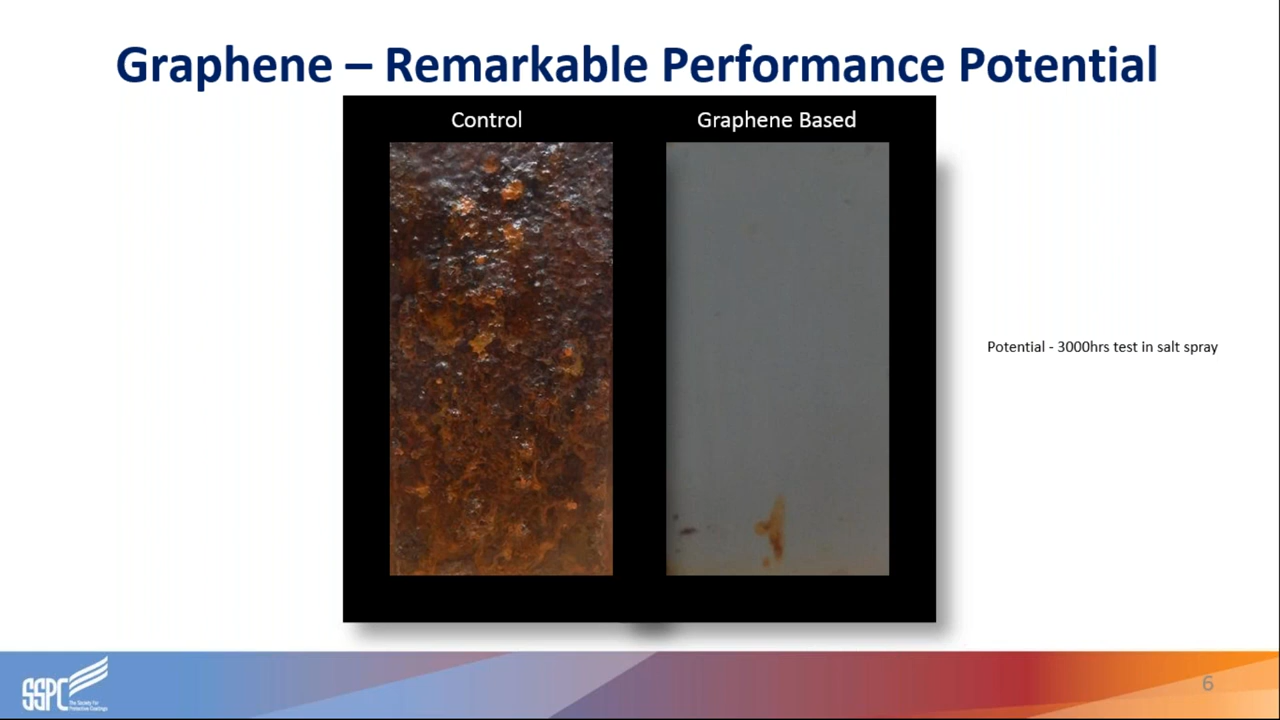 Graphene – Remarkable Performance Potential
Control
Graphene Based
Potential - 3000hrs test in salt spray
SSPC
The Society for
Protective Coatings
6